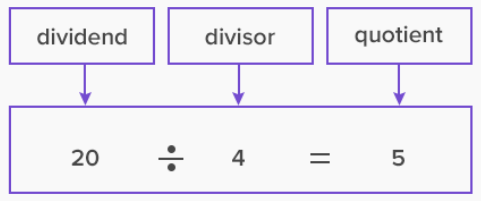 dividend divisor quotient
20 ÷ 4 = 5